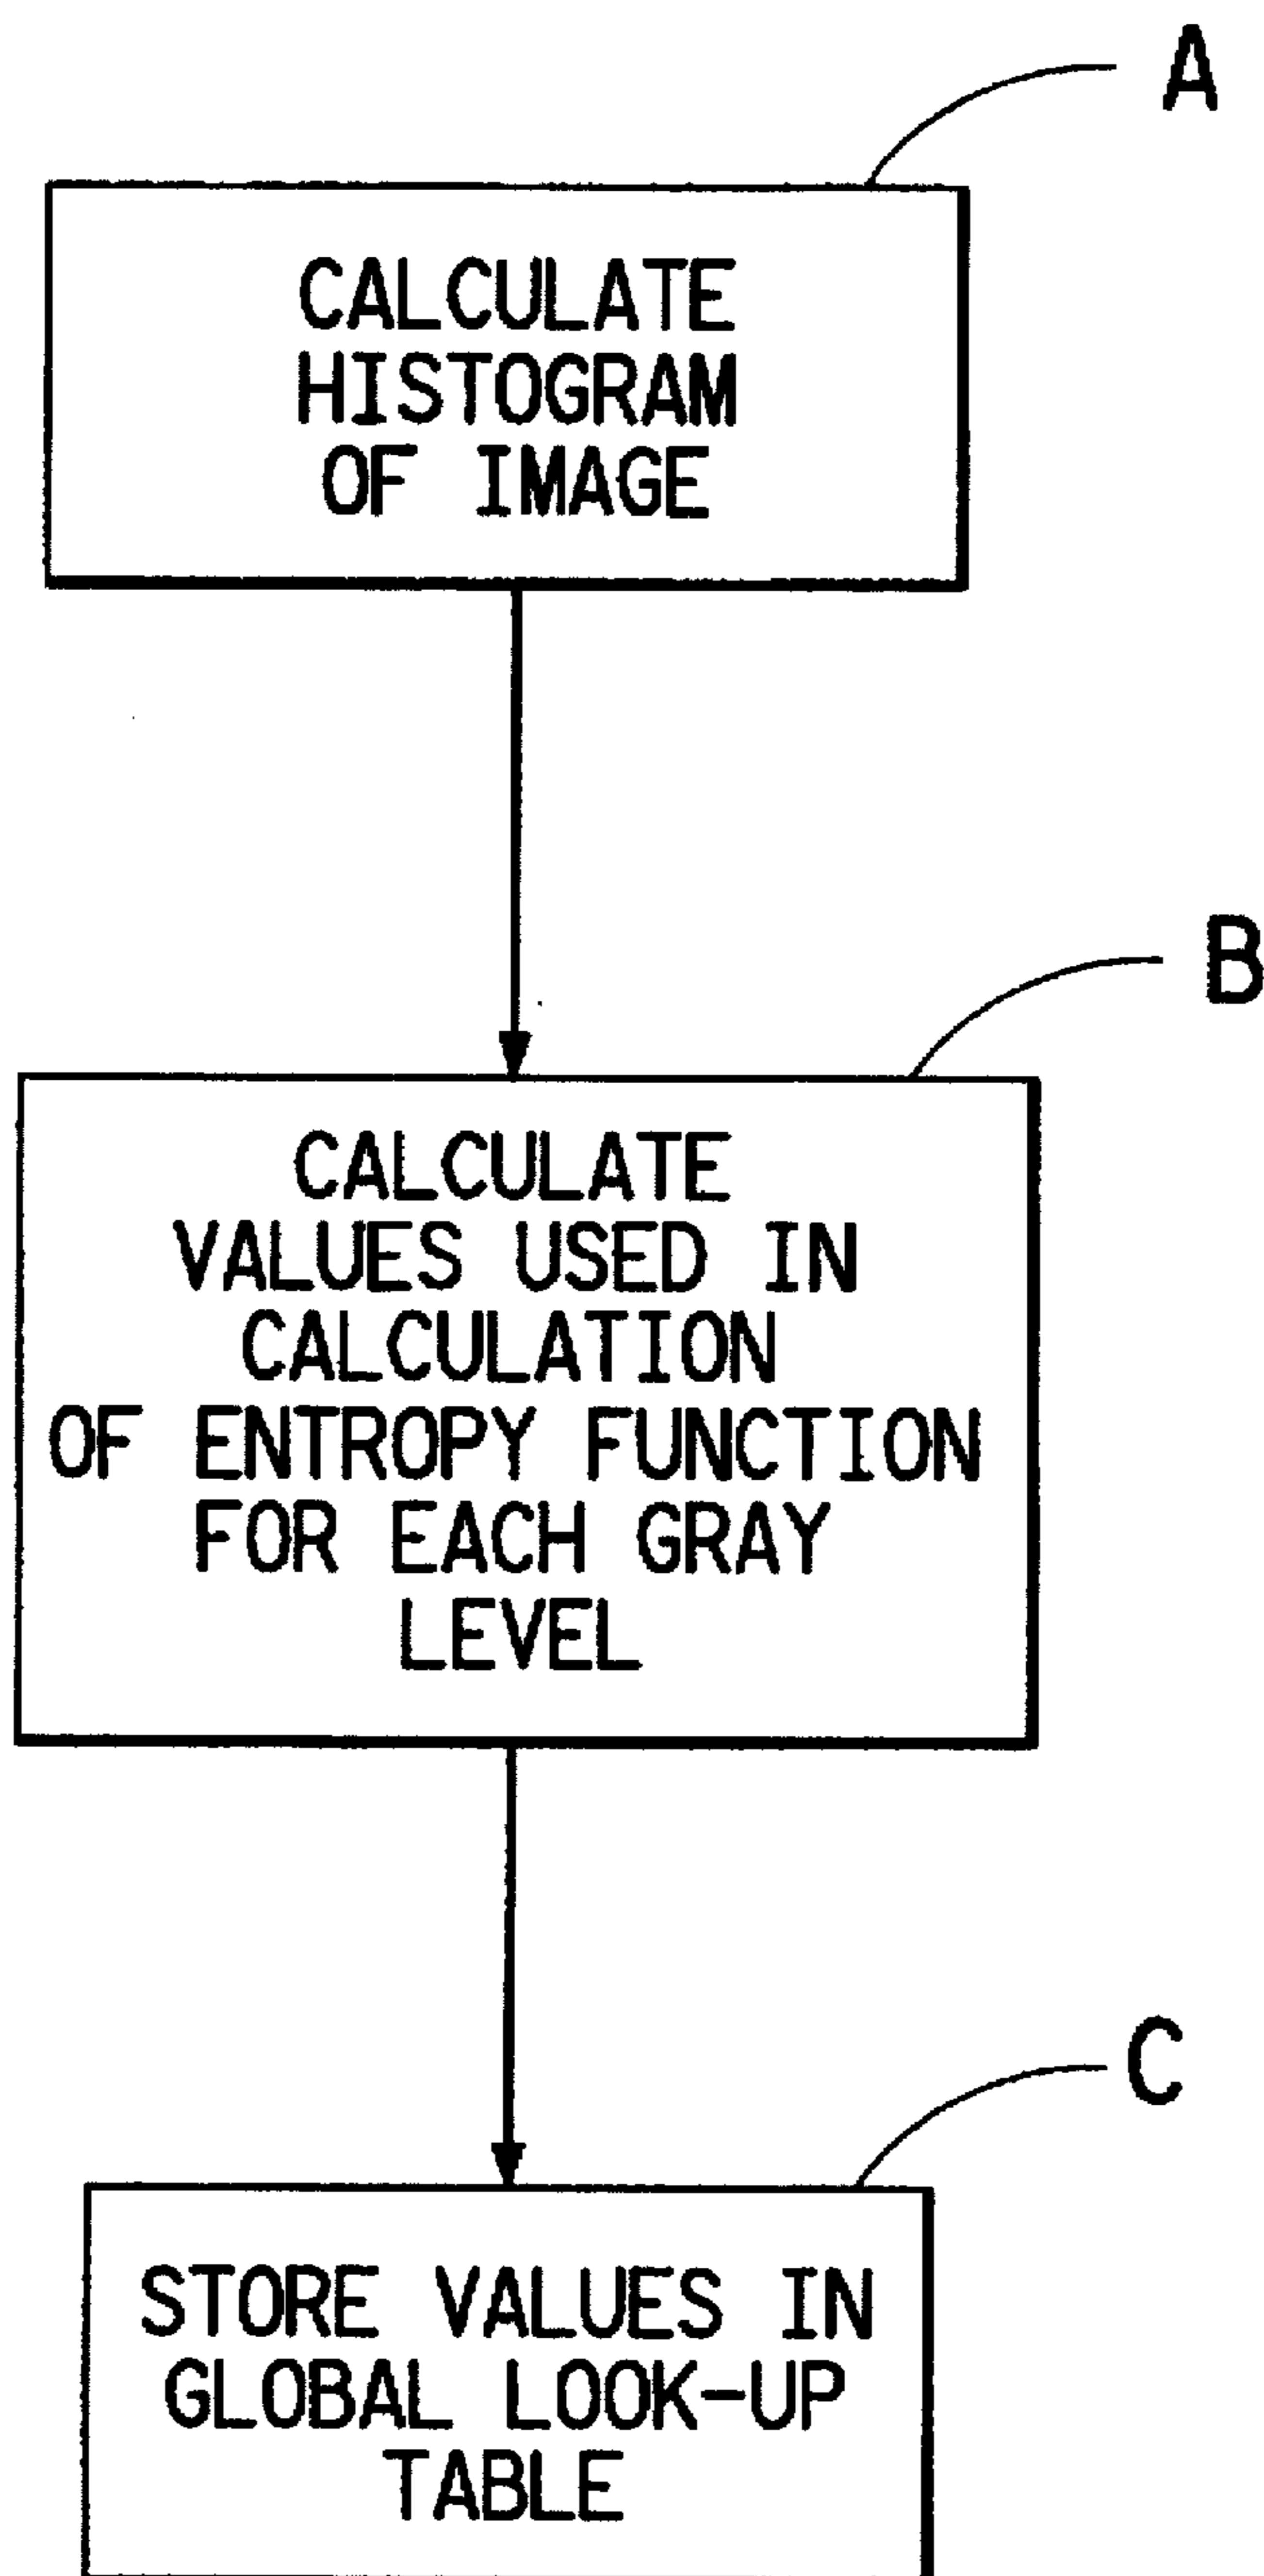 A
CALCULATE
HISTOGRAM
OF IMAGE
B
CALCULATE
VALUES USED IN
CALCULATION
OF ENTROPY FUNCTION
FOR EACH GRAY
LEVEL
C
STORE VALUES IN
GLOBAL LOOK-UP
TABLE